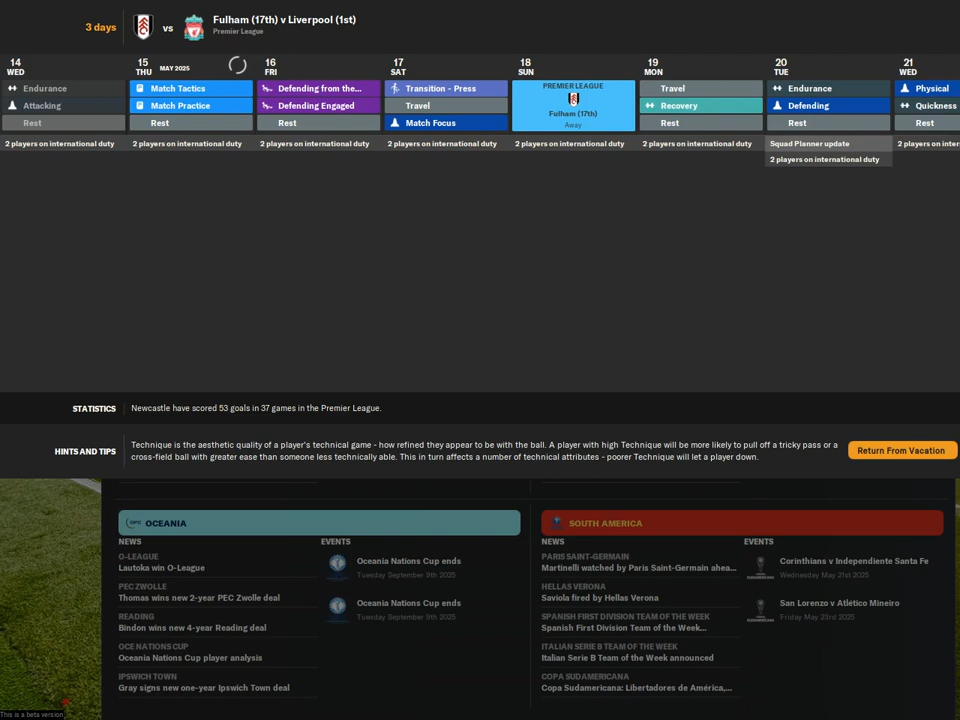 3 days
vs
Fulham (17th) v Liverpool (1st)
Premier League
14
WED
15
THU MAY 2025
16
FRI
17
SAT
18
SUN
19
MON
20
TUE
21
WED
Endurance
Match Tactics
Defending from the...
Transition - Press
PREMIER LEAGUE
Travel
Endurance
Physical
Attacking
Match Practice
Defending Engaged
Travel
Fulham (17th)
Recovery
Defending
Quickness
Rest
Rest
Rest
Match Focus
Away
Rest
Rest
Rest
2 players on international duty
2 players on international duty
2 players on international duty
2 players on international duty
2 players on international duty
2 players on international duty
Squad Planner update
2 players on inter
2 players on international duty
STATISTICS
Newcastle have scored 53 goals in 37 games in the Premier League.
HINTS AND TIPS
Technique is the aesthetic quality of a player's technical game - how refined they appear to be with the ball. A player with high Technique will be more likely to pull off a tricky pass or a
cross-field ball with greater ease than someone less technically able. This in turn affects a number of technical attributes - poorer Technique will let a player down.
Return From Vacation
OFC OCEANIA
NEWS
EVENTS
O-LEAGUE
Lautoka win O-League
PEC ZWOLLE
Thomas wins new 2-year PEC Zwolle deal
READING
Bindon wins new 4-year Reading deal
OCE NATIONS CUP
Oceania Nations Cup player analysis
IPSWICH TOWN
Gray signs new one-year Ipswich Town deal
Oceania Nations Cup ends
Tuesday September 9th 2025
Oceania Nations Cup ends
Tuesday September 9th 2025
SOUTH AMERICA
NEWS
EVENTS
PARIS SAINT-GERMAIN
Martinelli watched by Paris Saint-Germain ahea...
HELLAS VERONA
Saviola fired by Hellas Verona
SPANISH FIRST DIVISION TEAM OF THE WEEK
Spanish First Division Team of the Week...
ITALIAN SERIE B TEAM OF THE WEEK
Italian Serie B Team of the Week announced
COPA SUDAMERICANA
Copa Sudamericana: Libertadores de América,...
Corinthians v Independiente Santa Fe
Wednesday May 21st 2025
San Lorenzo v Atlético Mineiro
Friday May 23rd 2025
This is a beta version